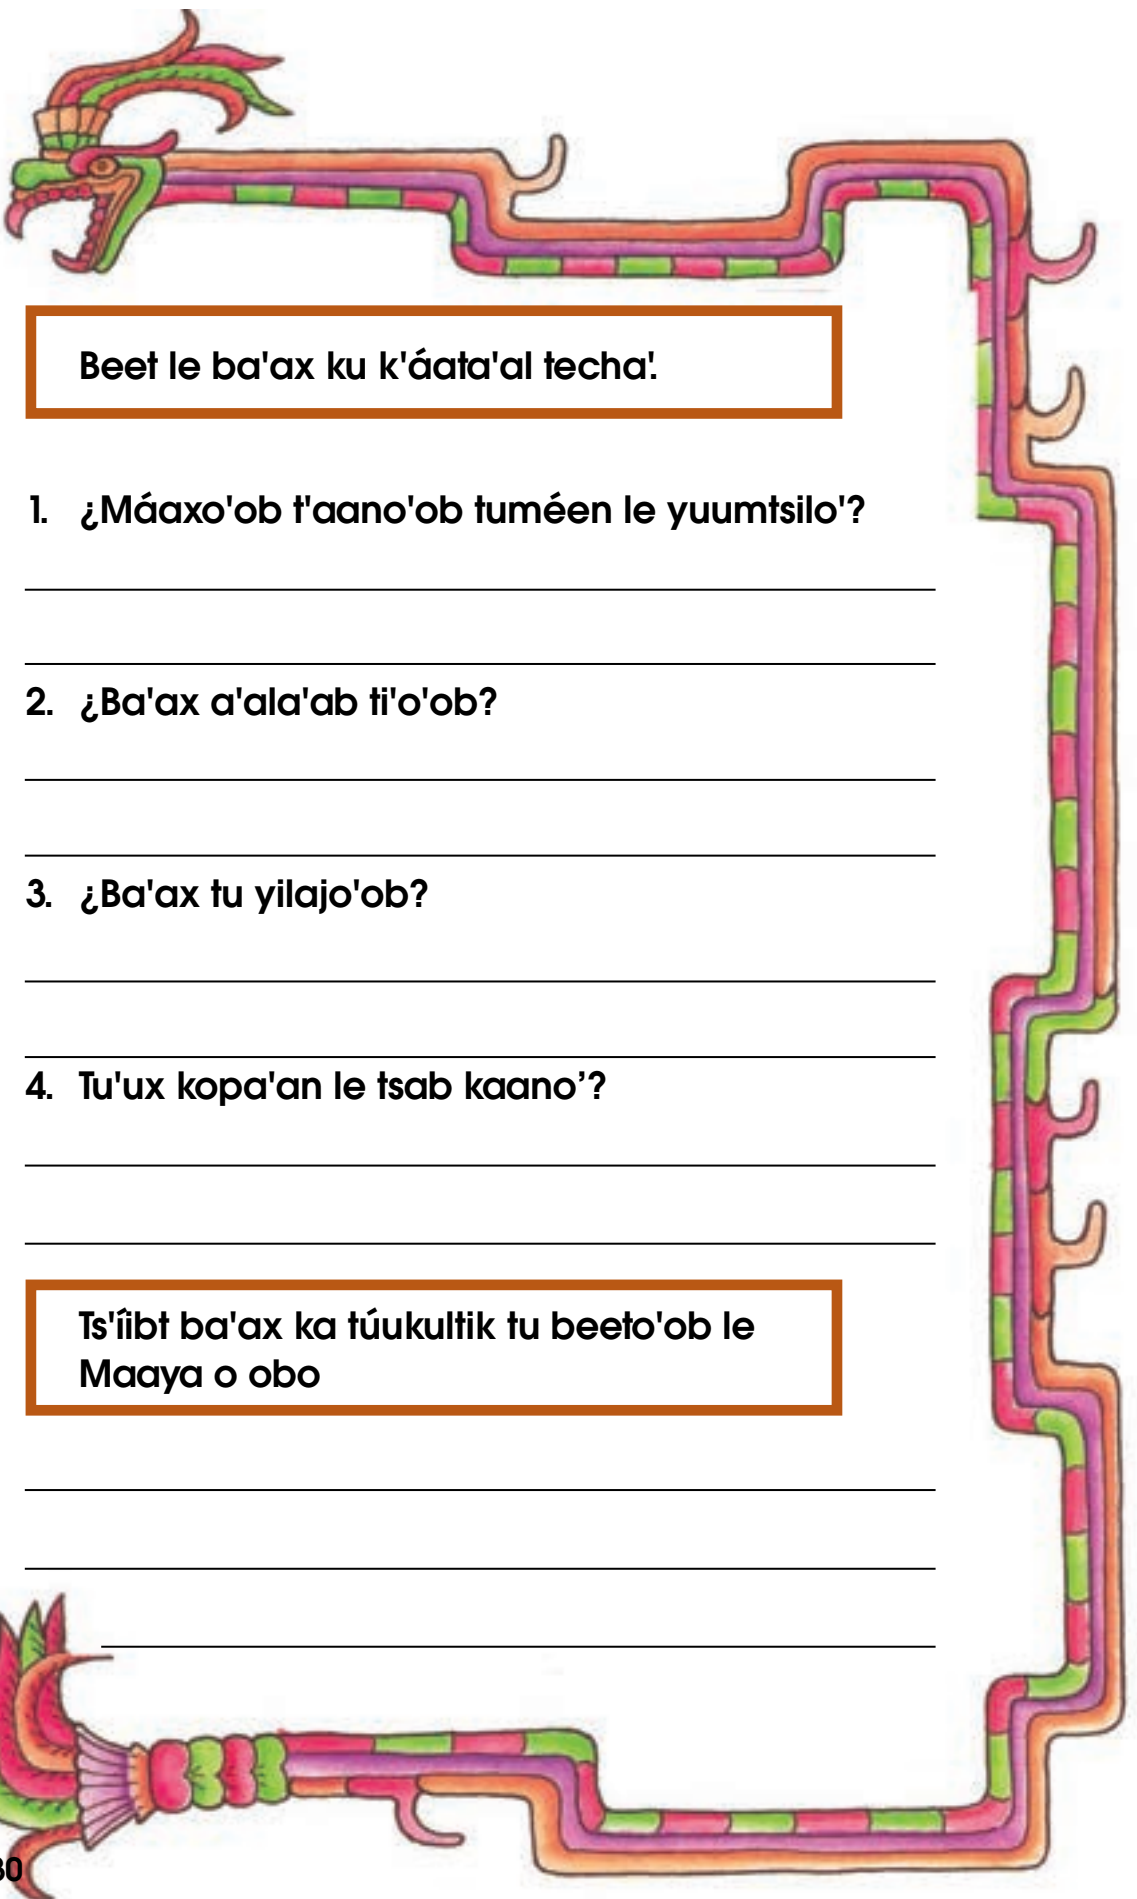 Beet le ba'ax ku k'áata'al techa'.
1. ¿Máaxo'ob t'aano'ob tuméen le yuumtsilo'?
2. ¿Ba'ax a'ala'ab ti'o'ob?
3. ¿Ba'ax tu yilajo'ob?
4. Tu'ux kopa'an le tsab kaano’?
Ts'íibt ba'ax ka túukultik tu beeto'ob le
Maaya o obo